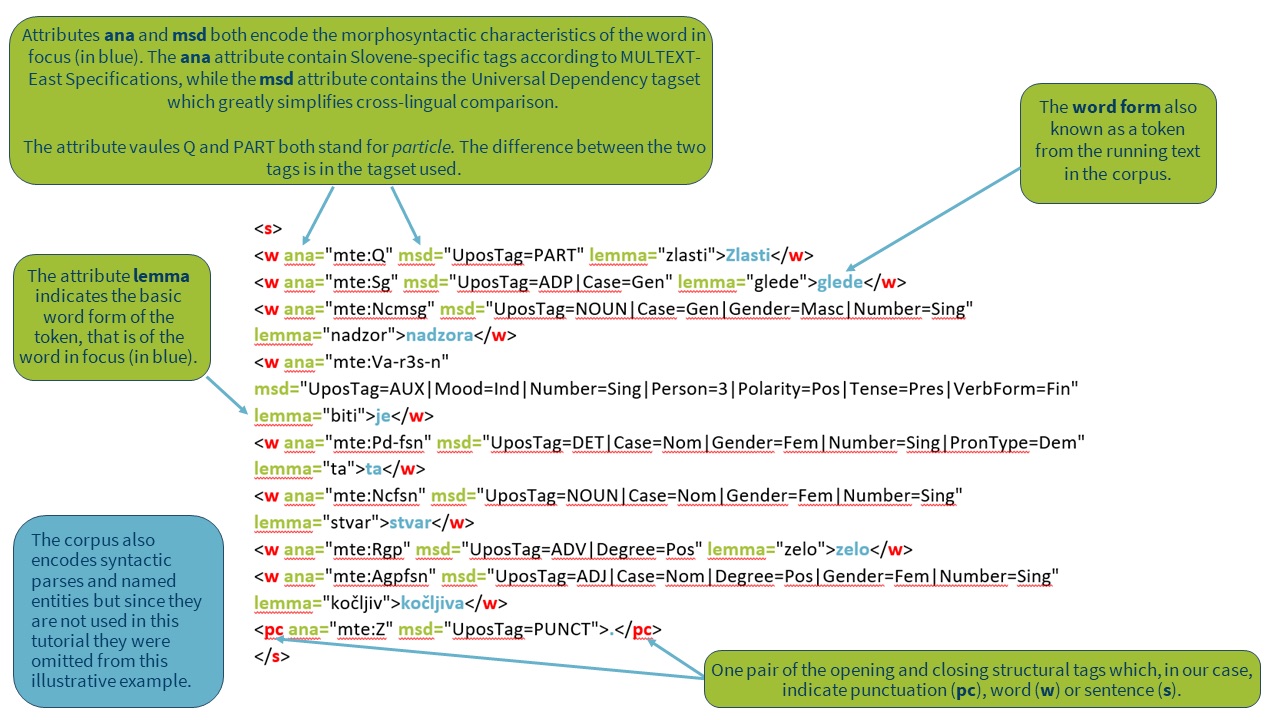 Attributes ana and msd both encode the morphosyntactic characteristics of the word in
focus (in blue). The ana attribute contain Slovene-specific tags according to MULTEXT-
East Specifications, while the msd attribute contains the Universal Dependency tagset
which greatly simplifies cross-lingual comparison.
The attribute vaules Q and PART both stand for particle. The difference between the two
tags is in the tagset used.
The word form also
known as a token
from the running text
in the corpus.
The attribute lemma
indicates the basic
word form of the
token, that is of the
word in focus (in blue).
<s>
<w ana="mte:Q" msd="UposTag=PART" lemma="zlasti">Zlasti</w>
<w ana="mte:Sg" msd="UposTag=ADP|Case=Gen" lemma="glede">glede</w>
<w ana="mte:Ncmsg" msd="UposTag=NOUN|Case=Gen|Gender=Masc|Number=Sing"
lemma="nadzor">nadzora</w>
<w ana="mte:Va-r3s-n"
msd="UposTag=AUX|Mood=Ind|Number=Sing|Person=3|Polarity=Pos|Tense=Pres|VerbForm=Fin"
lemma="biti">je</w>
<w ana="mte:Pd-fsn" msd="UposTag=DET|Case=Nom|Gender=Fem|Number=Sing|PronType=Dem"
lemma="ta">ta</w>
<w ana="mte:Ncfsn" msd="UposTag=NOUN|Case=Nom|Gender=Fem|Number=Sing"
lemma="stvar">stvar</w>
<w ana="mte:Rgp" msd="UposTag=ADV|Degree=Pos" lemma="zelo">zelo</w>
<w ana="mte:Agpfsn" msd="UposTag=ADJ|Case=Nom|Degree=Pos|Gender=Fem|Number=Sing"
lemma="kočljiv">kočljiva</w>
<pc ana="mte:Z" msd="UposTag=PUNCT">.</pc>
</s>
The corpus also
encodes syntactic
parses and named
entities but since they
are not used in this
tutorial they were
omitted from this
illustrative example.
One pair of the opening and closing structural tags which, in our case,
indicate punctuation (pc), word (w) or sentence (s).